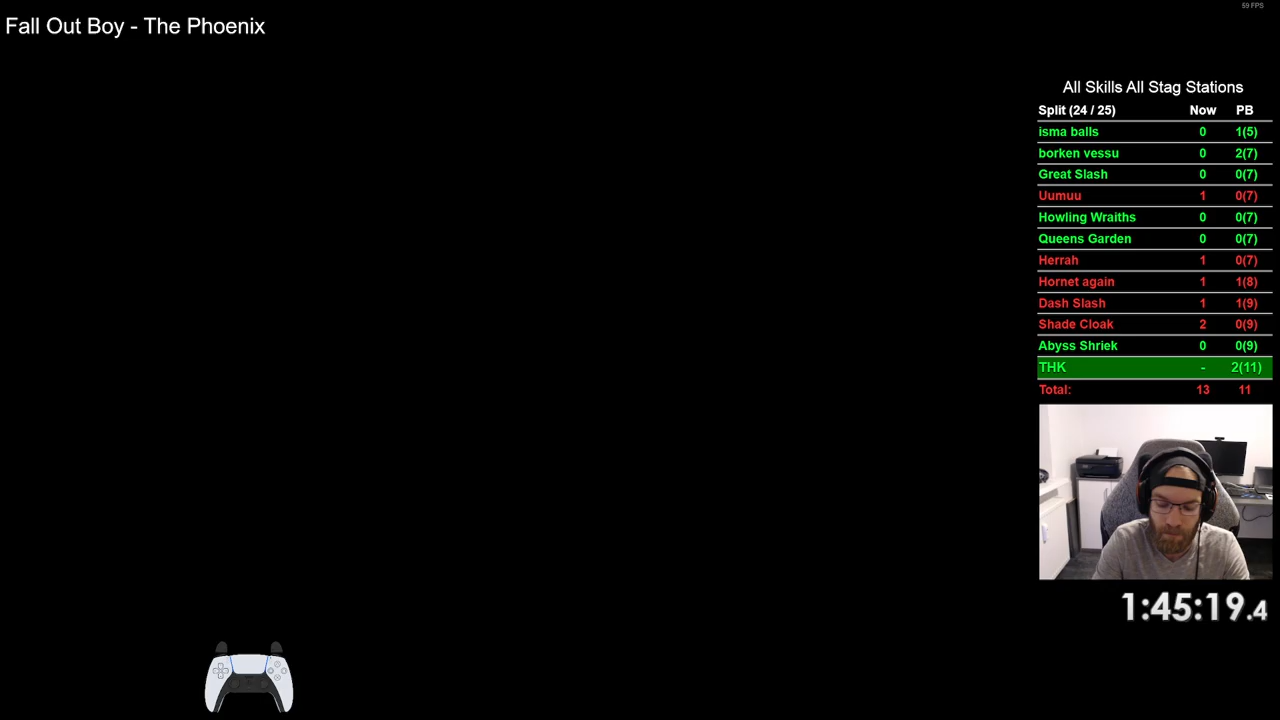 59 FPS
Fall Out Boy - The Phoenix
All Skills All Stag Stations
Split (24 / 25) Now PB
isma balls 0 1(5)
borken vessu 0 2(7)
Great Slash 0 0(7)
Uumuu 1 0(7)
Howling Wraiths 0 0(7)
Queens Garden 0 0(7)
Herrah 1 0(7)
Hornet again 1 1(8)
Dash Slash 1 1(9)
Shade Cloak 2 0(9)
Abyss Shriek 0 0(9)
THK - 2(11)
Total: 13 11
1:45:19.4